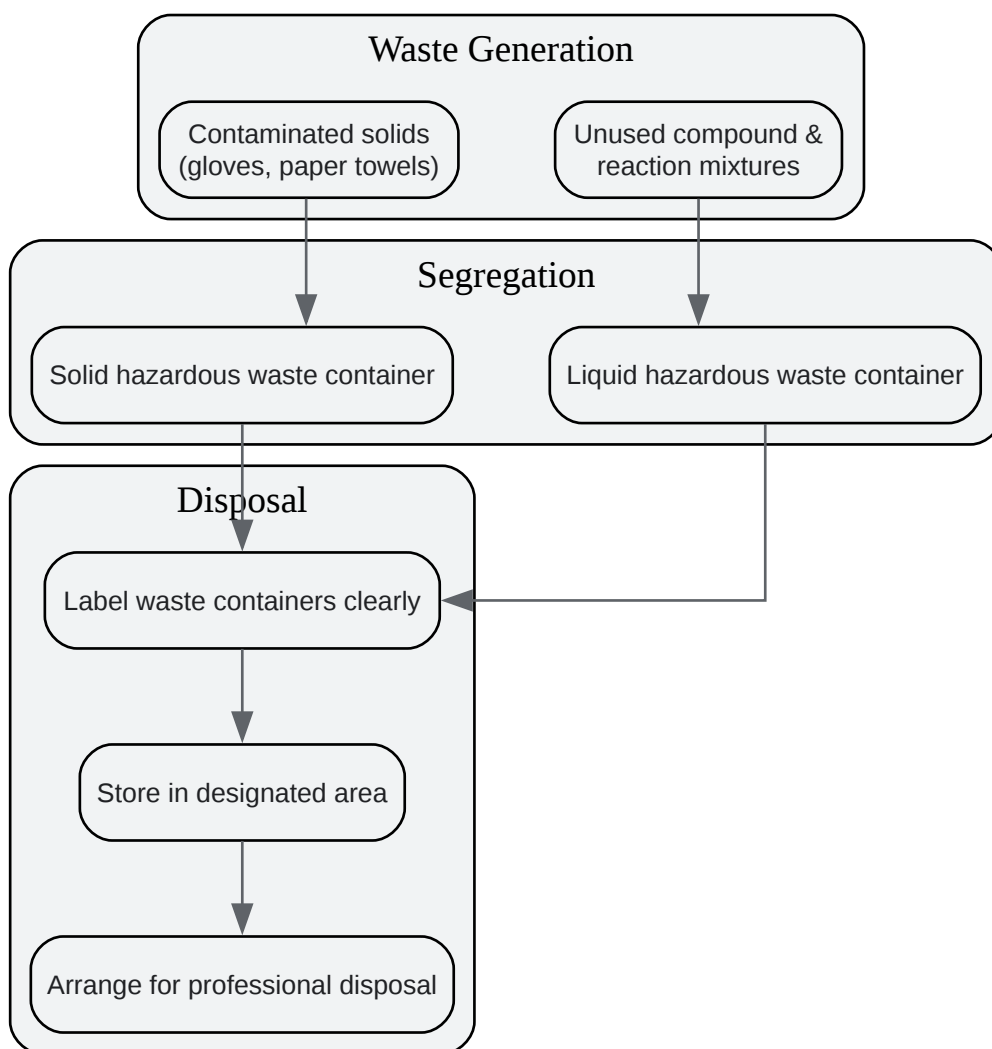 Waste Generation
Contaminated solids
(gloves, paper towels)
Unused compound &
reaction mixtures
Segregation
Solid hazardous waste container
Liquid hazardous waste container
Disposal
Label waste containers clearly
Store in designated area
Arrange for professional disposal